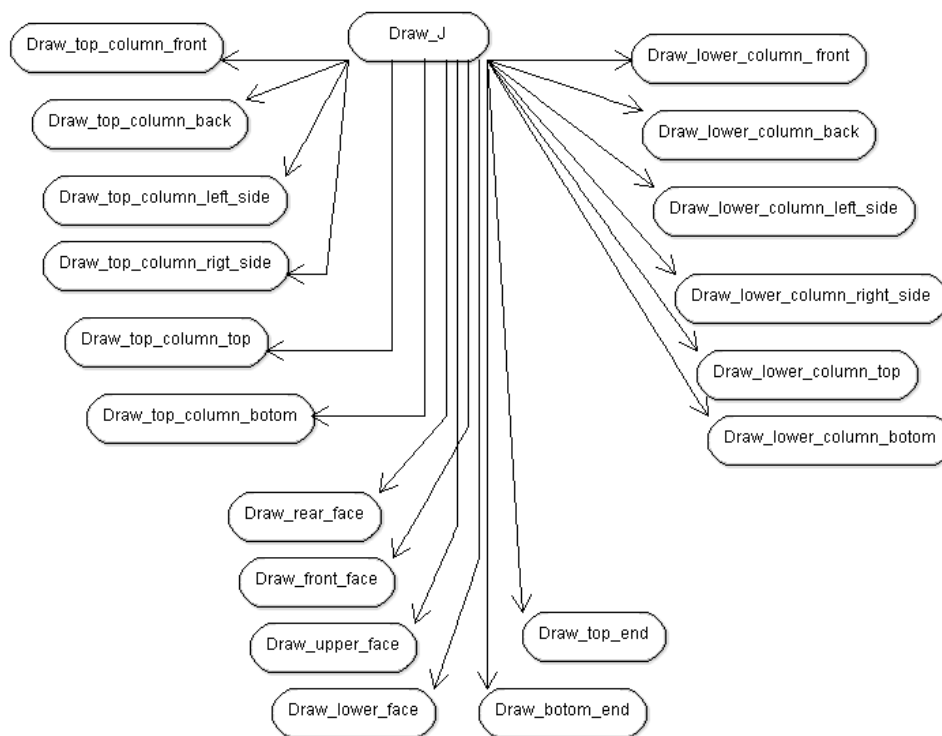 Draw_J
Draw_top_column_front
Draw_top_column_back
Draw_top_column_left_side
Draw_top_column_rigt_side
Draw_top_column_top
Draw_top_column_botom
Draw_rear_face
Draw_front_face
Draw_upper_face
Draw_lower_face
Draw_top_end
Draw_botom_end
Draw_lower_column_ front
Draw_lower_column_back
Draw_lower_column_left_side
Draw_lower_column_right_side
Draw_lower_column_top
Draw_lower_column_botom